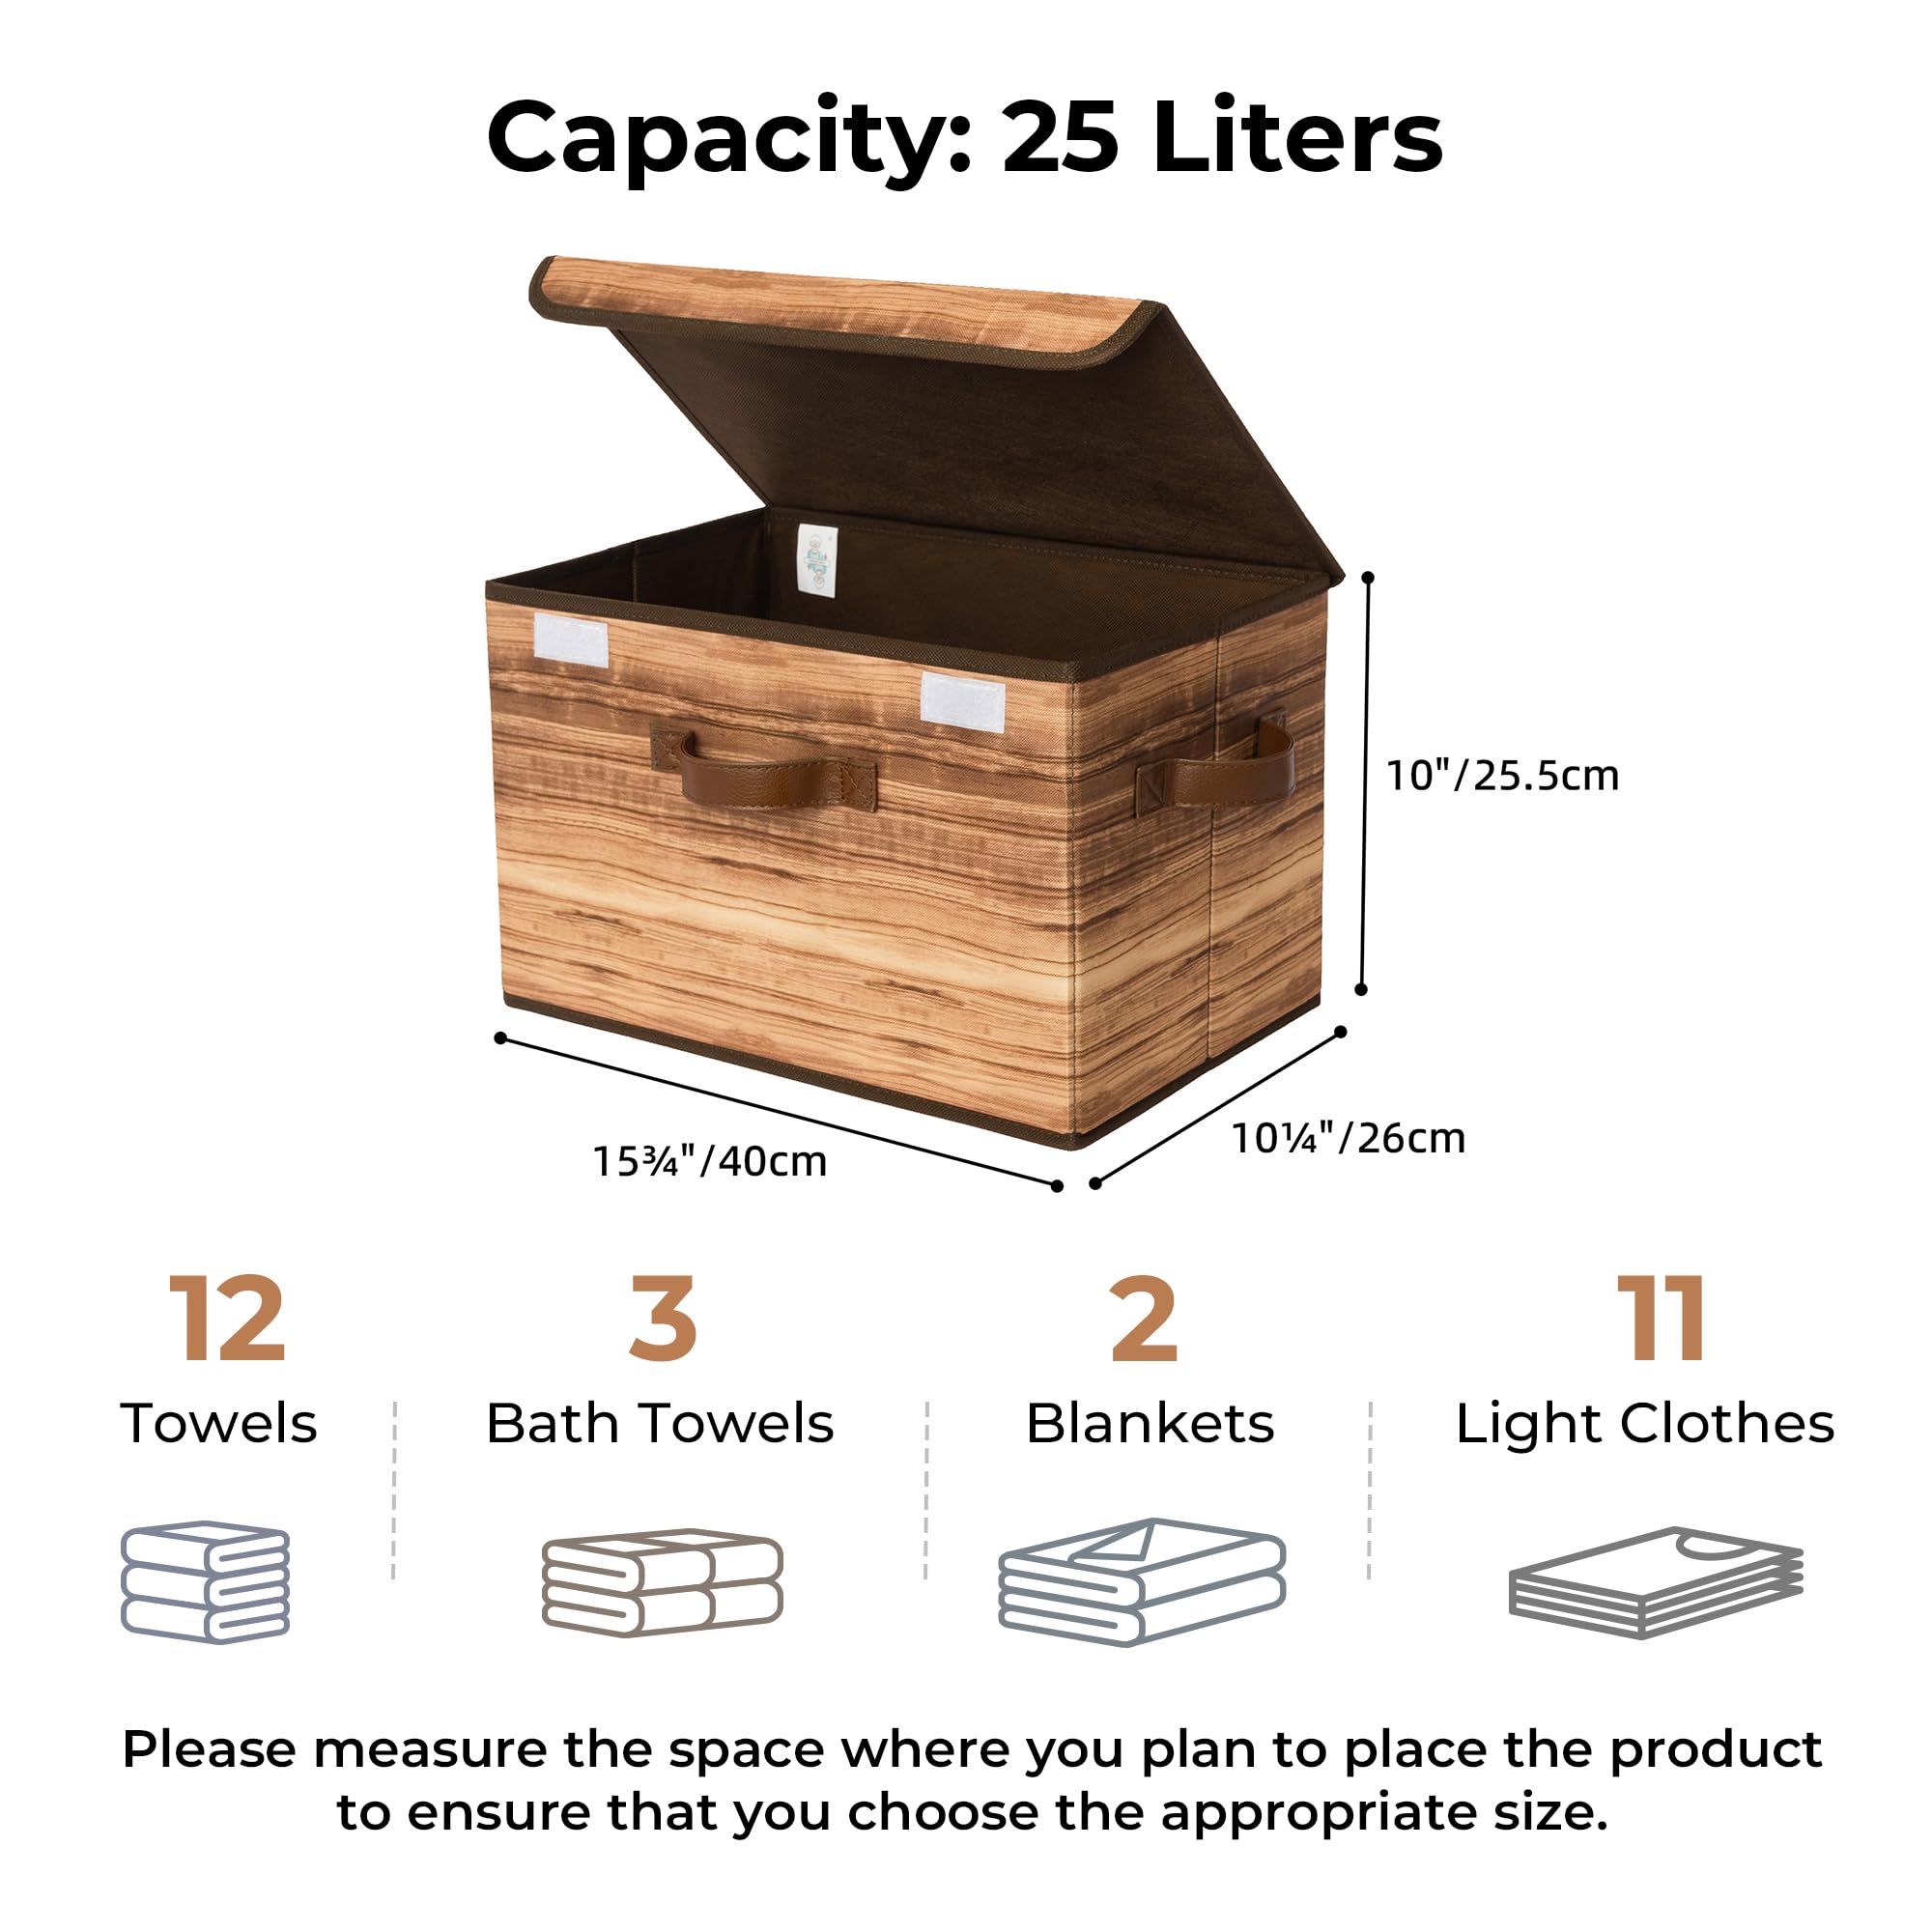 Capacity: 25 Liters
10"/25.5cm
15¾"/40cm
10¼"/26cm
12
3
2
11
Towels
Bath Towels
Blankets
Light Clothes
Please measure the space where you plan to place the product
to ensure that you choose the appropriate size.